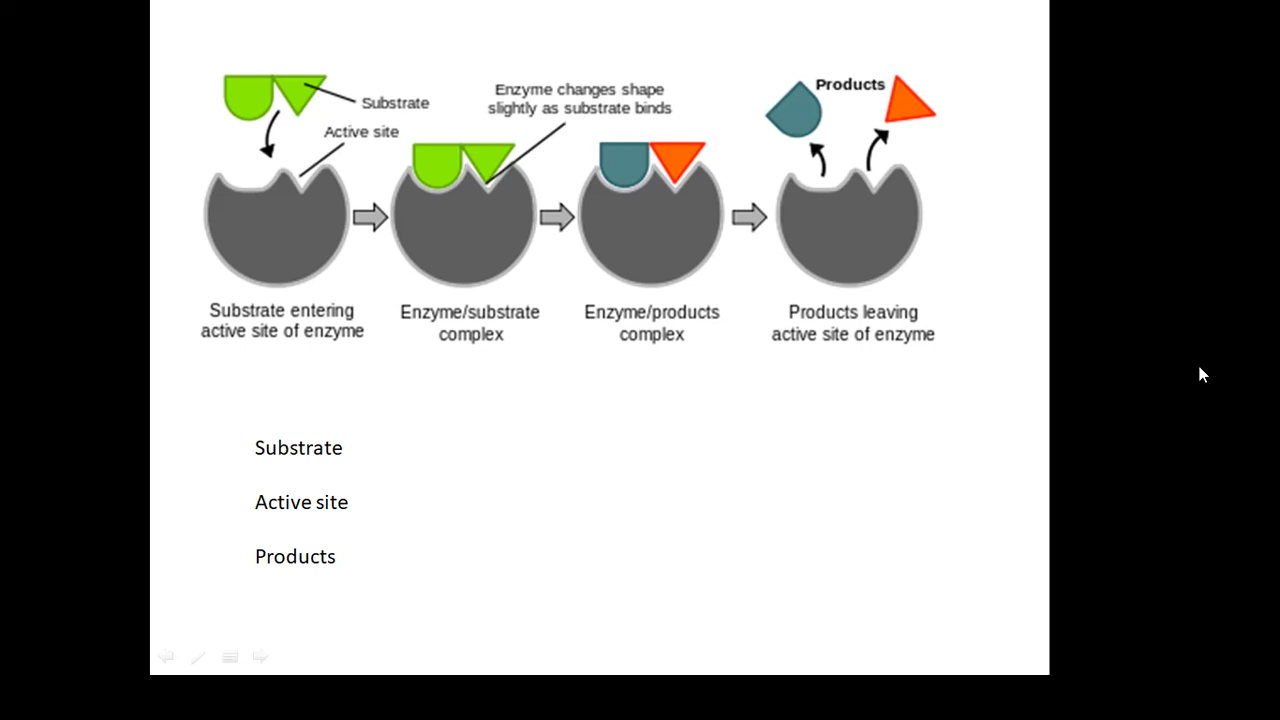 Substrate
Active site
Enzyme changes shape
slightly as substrate binds
Products
Substrate entering
active site of enzyme
Enzyme/substrate
complex
Enzyme/products
complex
Products leaving
active site of enzyme
Substrate
Active site
Products